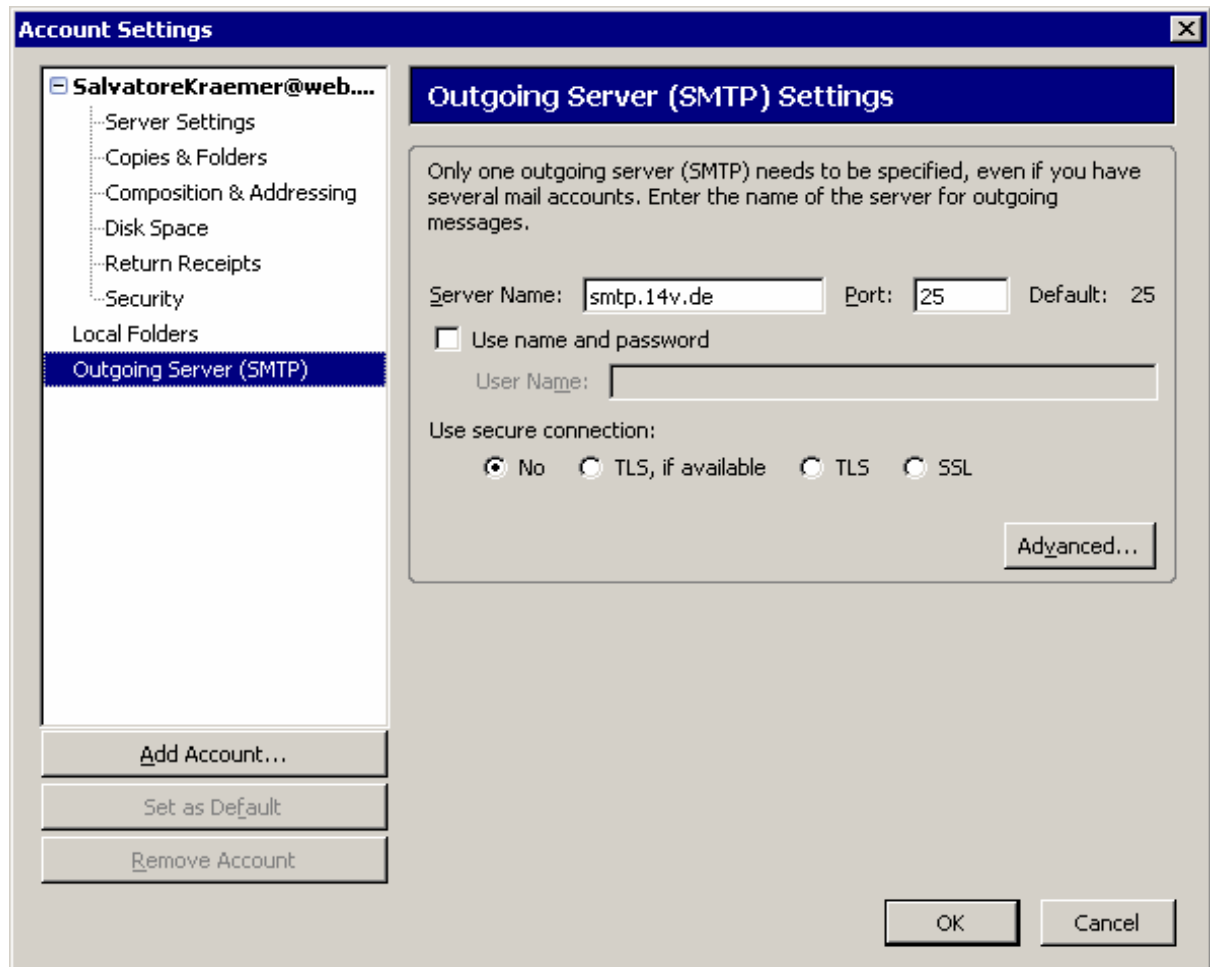 Account Settings
SalvatoreKraemer@web....
Server Settings
Copies & Folders
Composition & Addressing
Disk Space
Return Receipts
Security
Local Folders
Outgoing Server (SMTP)
Add Account...
Set as Default
Remove Account
Outgoing Server (SMTP) Settings
Only one outgoing server (SMTP) needs to be specified, even if you have
several mail accounts. Enter the name of the server for outgoing
messages.
Server Name: smtp.14v.de Port: 25 Default: 25
Use name and password
User Name:
Use secure connection:
No TLS, if available TLS SSL
Advanced...
OK Cancel